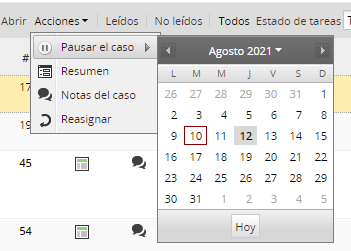 Abrir Acciones Leídos No leídos Todos Estado de tareas T
#
Pausar el caso
Resumen
Notas del caso
Reasignar
17
19
45
54
Agosto 2021
L M M J V S D
26 27 28 29 30 31 1
2 3 4 5 6 7 8
9 10 11 12 13 14 15
16 17 18 19 20 21 22
23 24 25 26 27 28 29
30 31 1 2 3 4 5
Hoy